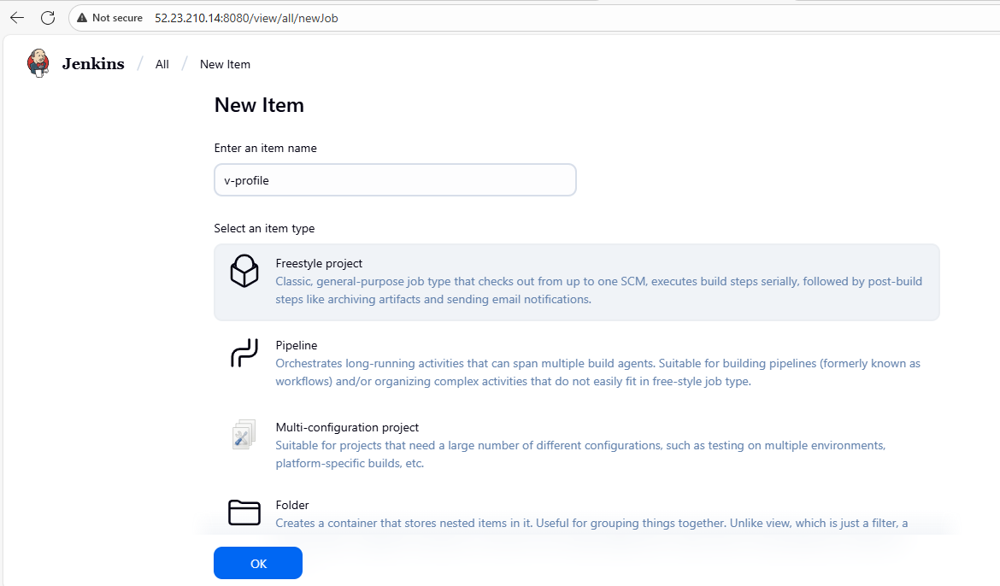 Not secure 52.23.210.14:8080/view/all/newJob
Jenkins / All / New Item
New Item
Enter an item name
v-profile
Select an item type
Freestyle project
Classic, general-purpose job type that checks out from up to one SCM, executes build steps serially, followed by post-build
steps like archiving artifacts and sending email notifications.
Pipeline
Orchestrates long-running activities that can span multiple build agents. Suitable for building pipelines (formerly known as
workflows) and/or organizing complex activities that do not easily fit in free-style job type.
Multi-configuration project
Suitable for projects that need a large number of different configurations, such as testing on multiple environments,
platform-specific builds, etc.
Folder
Creates a container that stores nested items in it. Useful for grouping things together. Unlike view, which is just a filter, a
OK